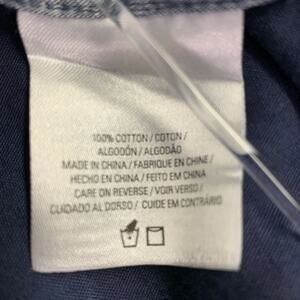 100% COTTON / COTON /
ALGODÓN / ALGODÃO
MADE IN CHINA / FABRIQUE EN CHINE /
HECHO EN CHINA / FEITO EM CHINA
CARE ON REVERSE / VOIR VERSO /
CUIDADO AL DORSO / CUIDE EM CONTRÁRIO